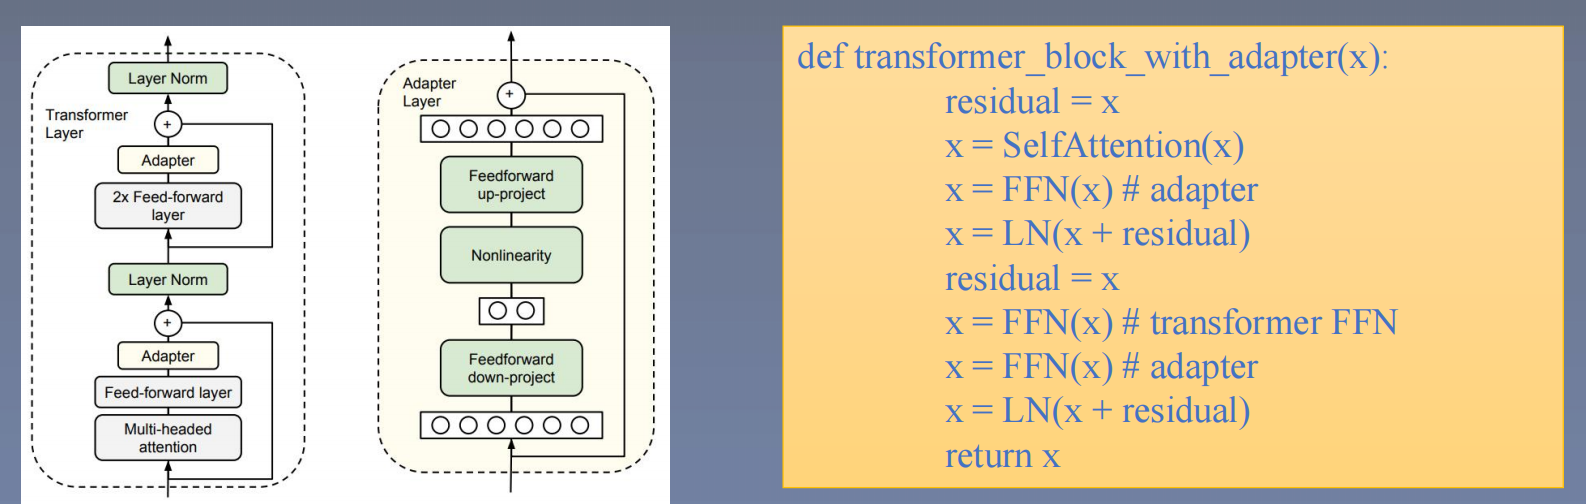 Layer Norm
Transformer
Layer
+
Adapter
2x Feed-forward
layer
Layer Norm
+
Adapter
Feed-forward layer
Multi-headed
attention
Adapter
Layer
+
Feedforward
up-project
Nonlinearity
Feedforward
down-project
def transformer_block_with_adapter(x):
residual = x
x = SelfAttention(x)
x = FFN(x) # adapter
x = LN(x + residual)
residual = x
x = FFN(x) # transformer FFN
x = FFN(x) # adapter
x = LN(x + residual)
return x